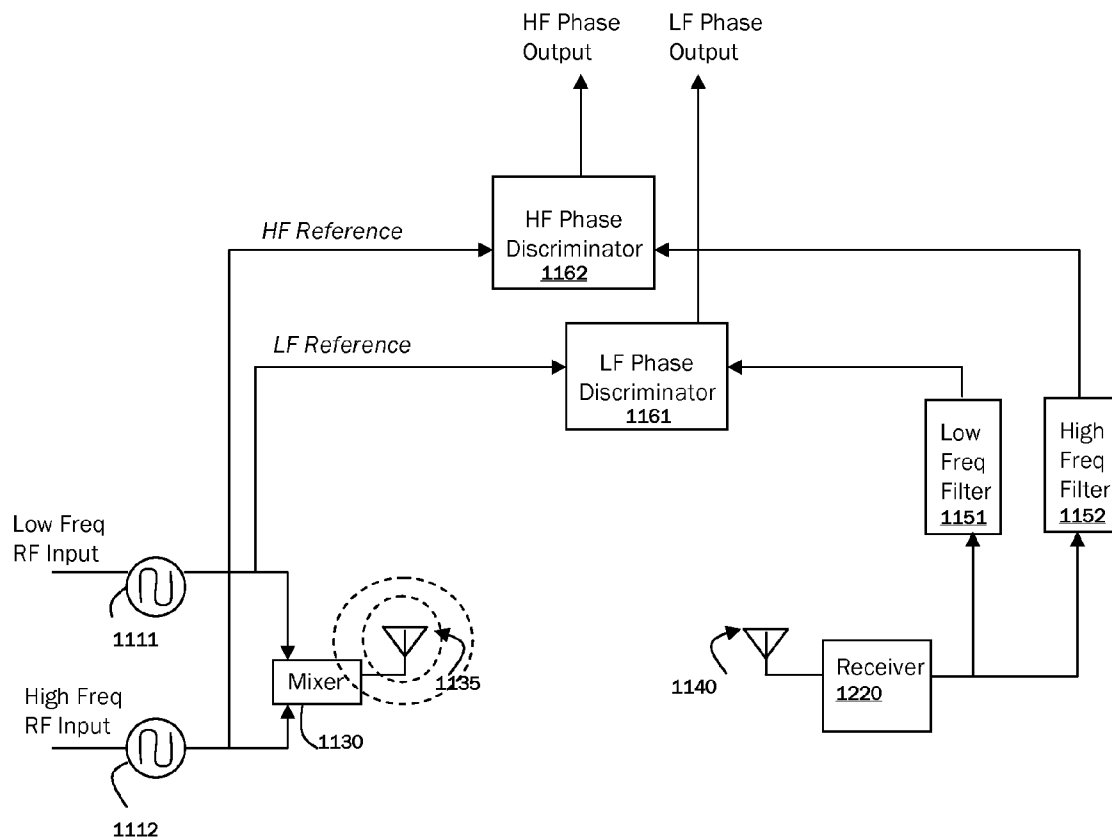 HF Phase
Output
LF Phase
Output
HF Phase
Discriminator
1162
HF Reference
LF Reference
LF Phase
Discriminator
1161
Low
Freq
Filter
1151
High
Freq
Filter
1152
Low Freq
RF Input
1111
Mixer
1135
1130
High Freq
RF Input
1112
1140
Receiver
1220